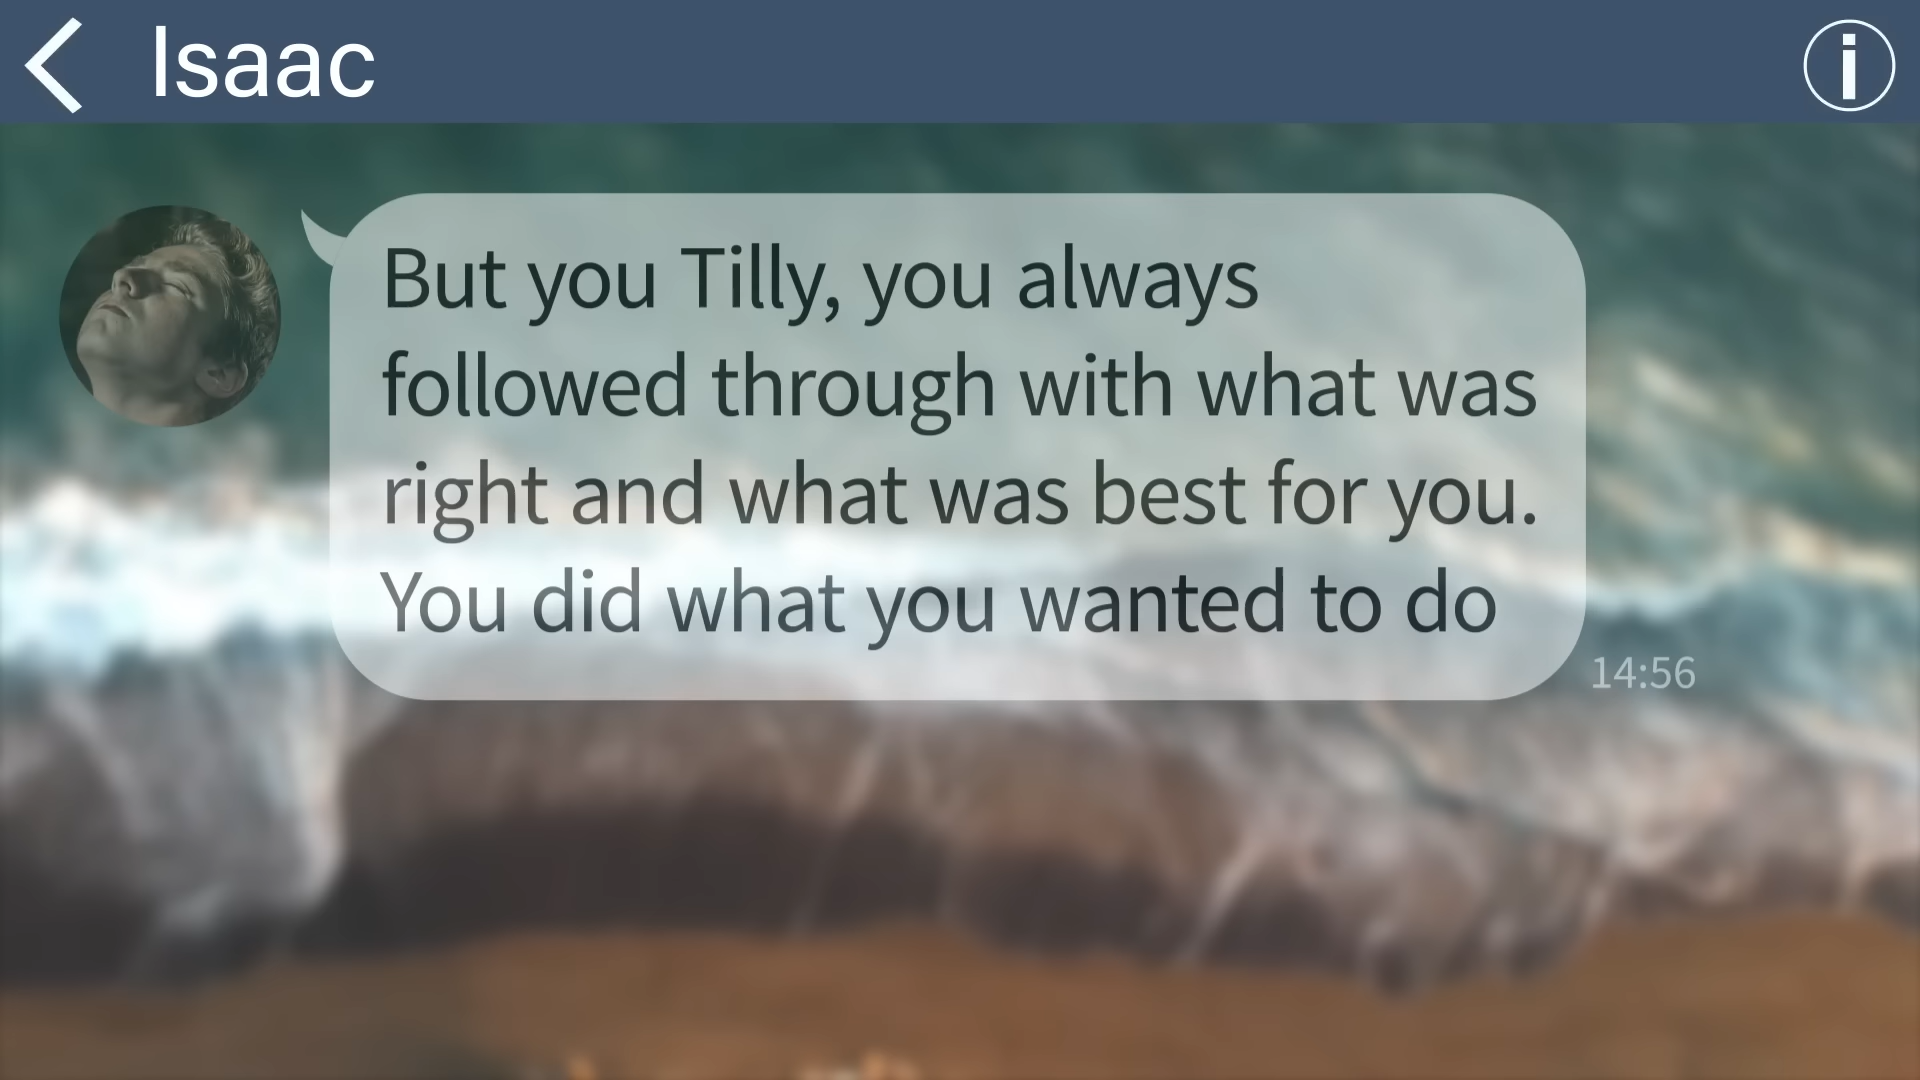 Isaac
But you Tilly, you always
followed through with what was
right and what was best for you.
You did what you wanted to do
14:56